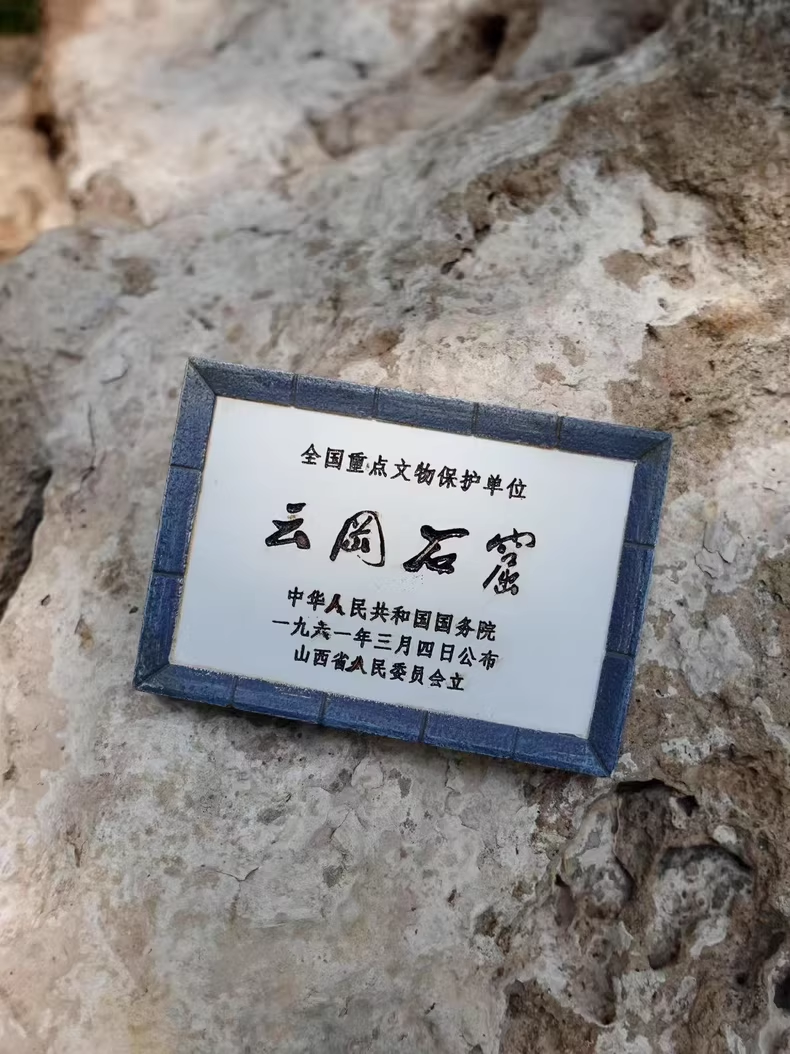 全国重点文物保护单位
云冈石窟
中华人民共和国国务院
一九六一年三月四日公布
山西省人民委员会立